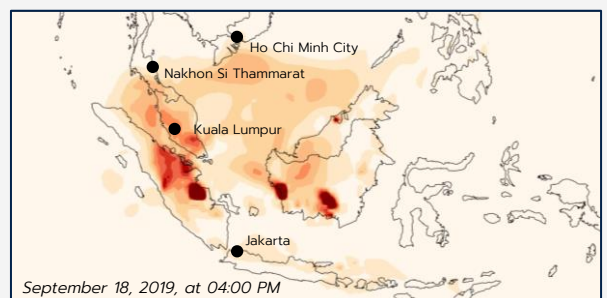 Ho Chi Minh City
Nakhon Si Thammarat
Kuala Lumpur
Jakarta
September 18, 2019, at 04:00 PM